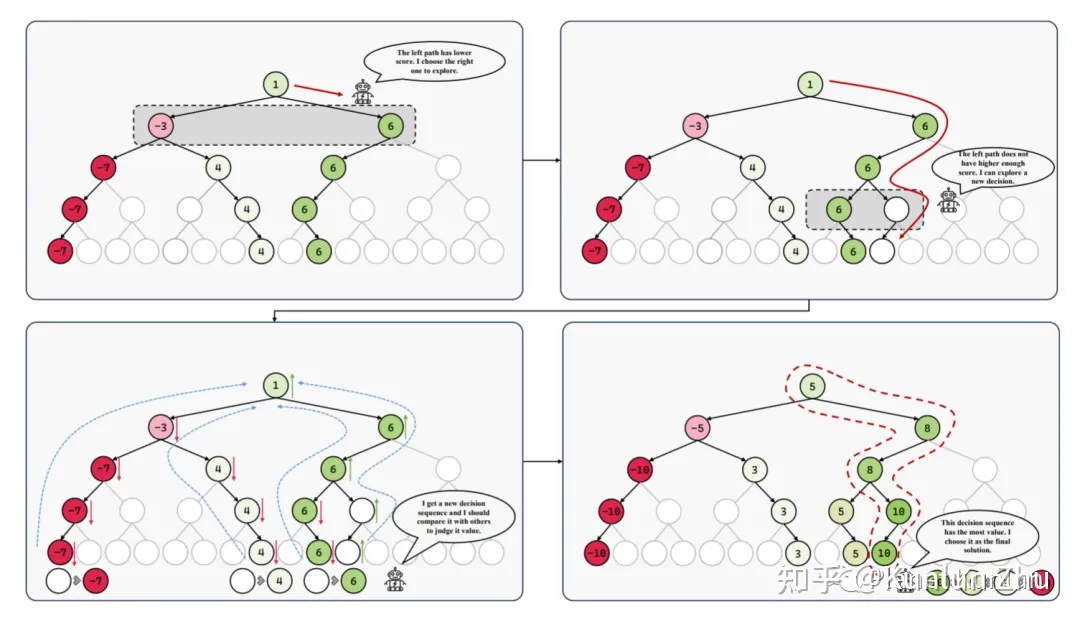 The left path has lower
score. I choose the right
one to explore.
1
-3 6
-7 4 6
-7 4 6
-7 4 6
1
-3 6
-7 4 6
The left path does not
have higher enough
score. I can explore a
new decision.
-7 4 6
-7 4 6
1
-3 6
-7 4 6
-7 4 6
I get a new decision
sequence and I should
compare it with others
to judge it value.
-7 4 6
» -7 » 4 » 6
5
-5 8
-10 3 8
-10 3 5 10
This decision sequence
has the most value. I
choose it as the final
solution.
-10 3 5 10
知乎